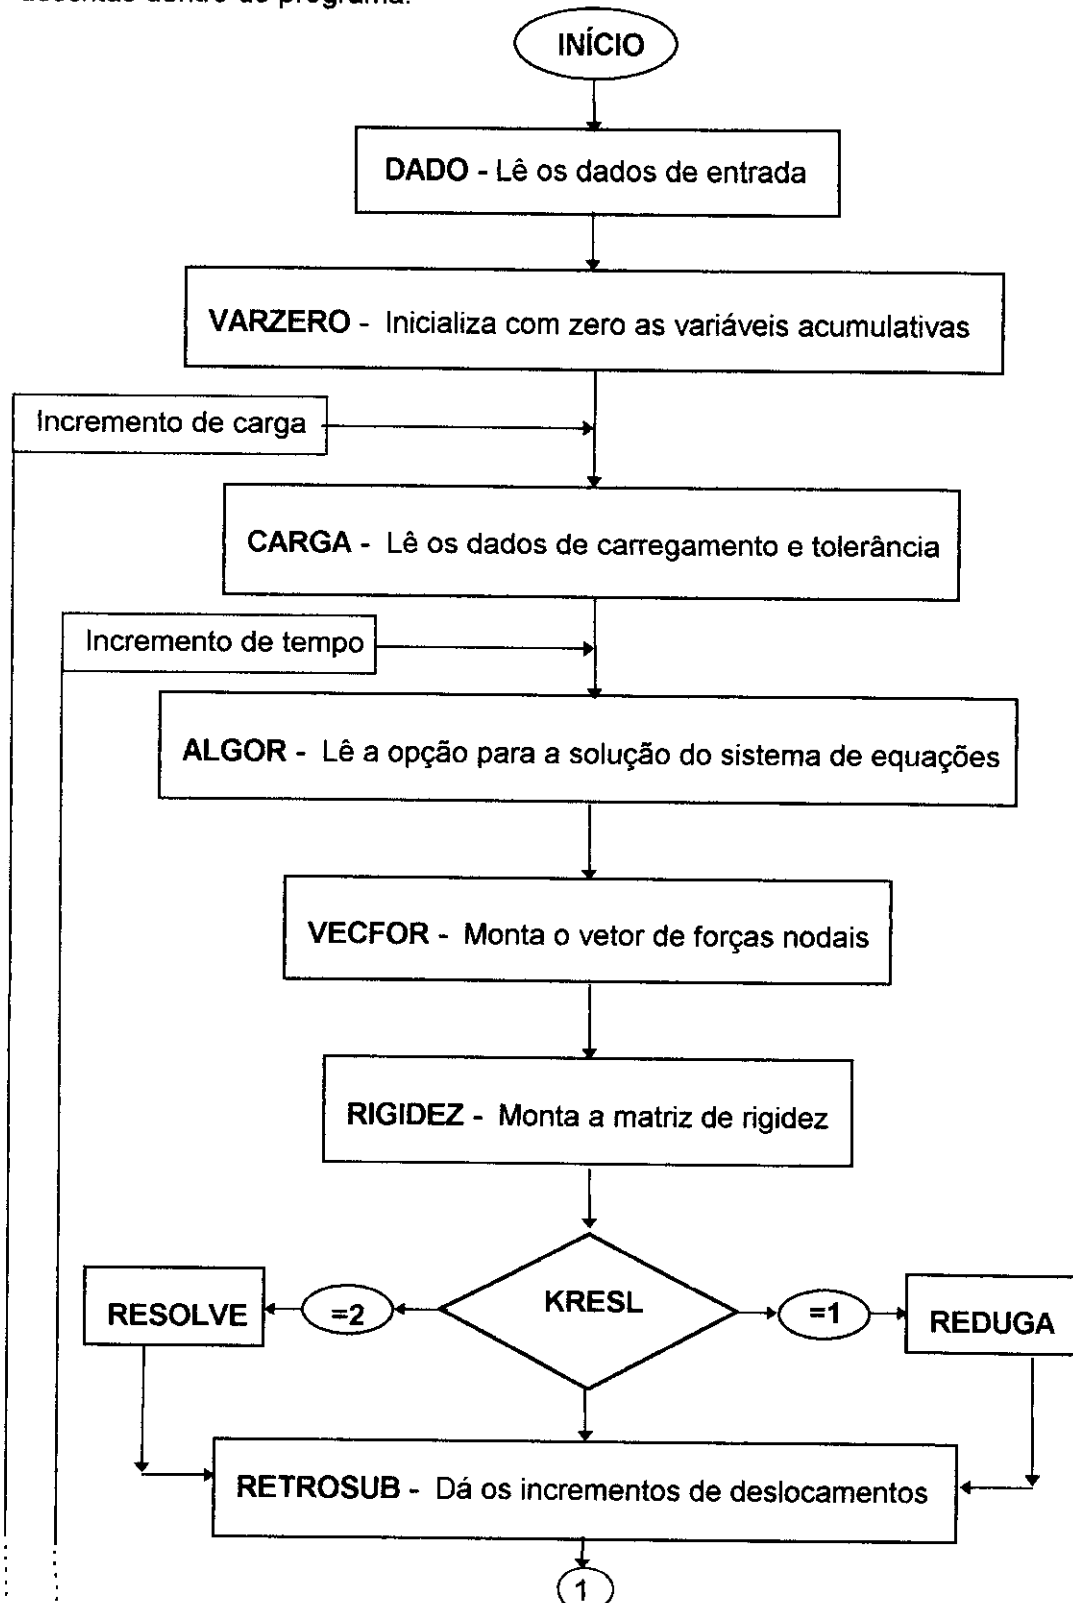 INÍCIO
DADO - Lê os dados de entrada
VARZERO - Inicializa com zero as variáveis acumulativas
Incremento de carga
CARGA - Lê os dados de carregamento e tolerância
Incremento de tempo
ALGOR - Lê a opção para a solução do sistema de equações
VECFOR - Monta o vetor de forças nodais
RIGIDEZ - Monta a matriz de rigidez
RESOLVE
=2
KRESL
=1
REDUGA
RETROSUB - Dá os incrementos de deslocamentos
1